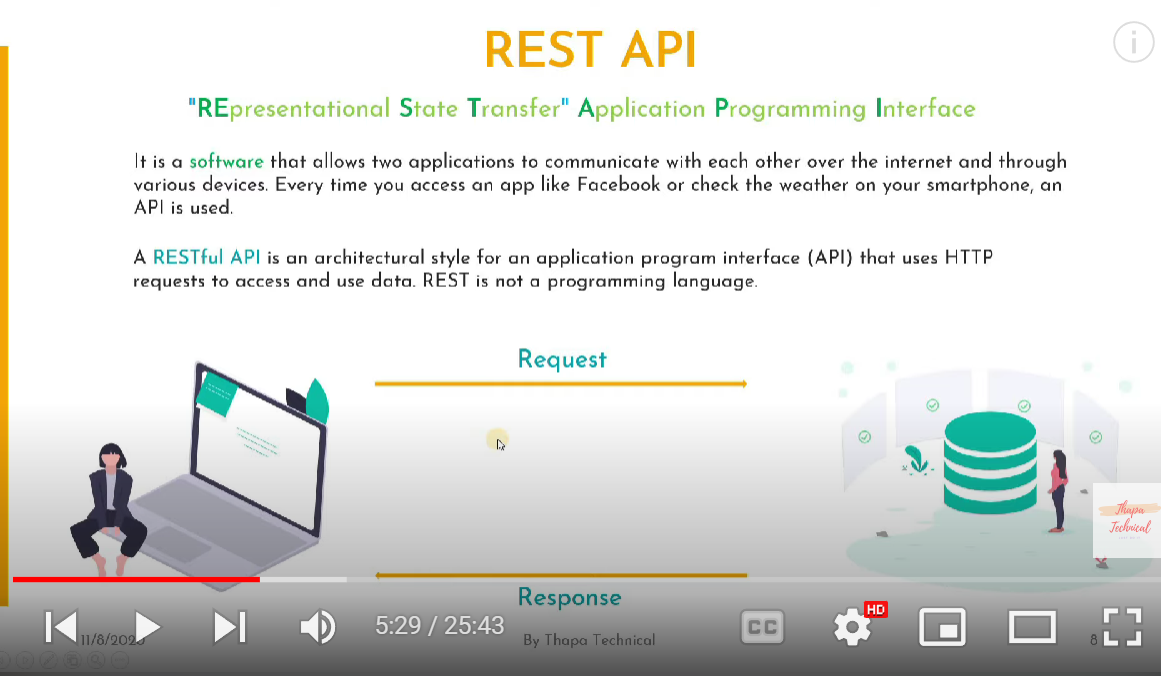 REST API
"REpresentational State Transfer" Application Programming Interface
It is a software that allows two applications to communicate with each other over the internet and through
various devices. Every time you access an app like Facebook or check the weather on your smartphone, an
API is used.
A RESTful API is an architectural style for an application program interface (API) that uses HTTP
requests to access and use data. REST is not a programming language.
Request
Thapa
Technical
Response
HD
5:29 / 25:43
CC
11/8/2020
By Thapa Technical
8